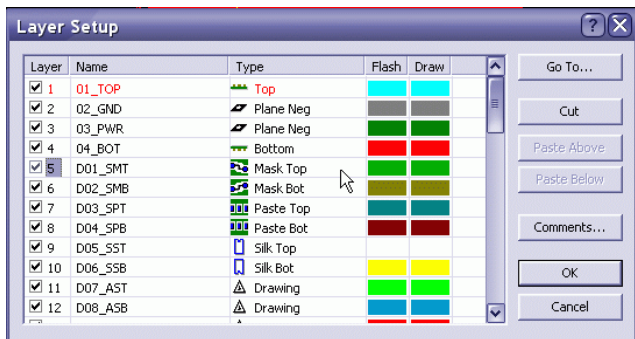 Layer Setup
Layer Name Type Flash Draw
1 01_TOP Top
2 02_GND Plane Neg
3 03_PWR Plane Neg
4 04_BOT Bottom
5 D01_SMT Mask Top
6 D02_SMB Mask Bot
7 D03_SPT Paste Top
8 D04_SPB Paste Bot
9 D05_SST Silk Top
10 D06_SSB Silk Bot
11 D07_AST Drawing
12 D08_ASB Drawing
Go To...
Cut
Paste Above
Paste Below
Comments...
OK
Cancel